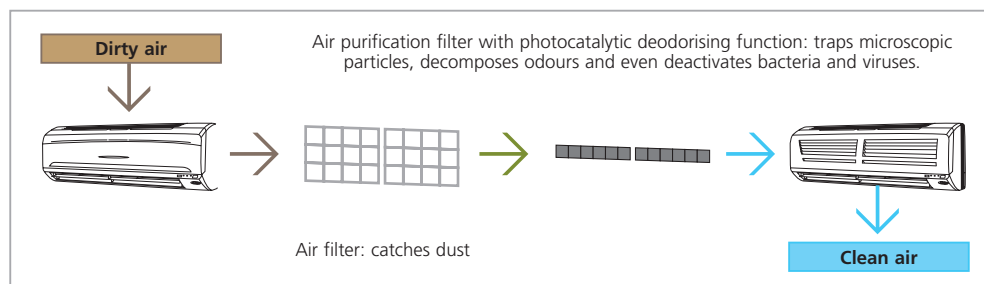 Dirty air
Air purification filter with photocatalytic deodorising function: traps microscopic
particles, decomposes odours and even deactivates bacteria and viruses.
Air filter: catches dust
Clean air